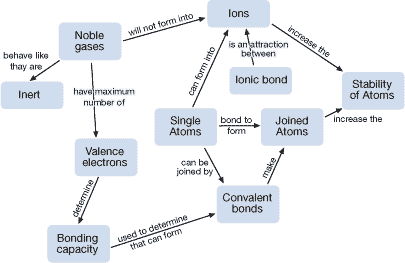 Ions
will not form into
Noble
gases
increase the
behave like
thay are
is an attraction
between
can form into
Inert
have maximum
number of
Ionic bond
Stability
of Atoms
Single
Atoms
bond to
form
Joined
Atoms
increase the
Valence
electrons
can be
joined by
make
determine
Convalent
bonds
Bonding
capacity
used to determine
that can form